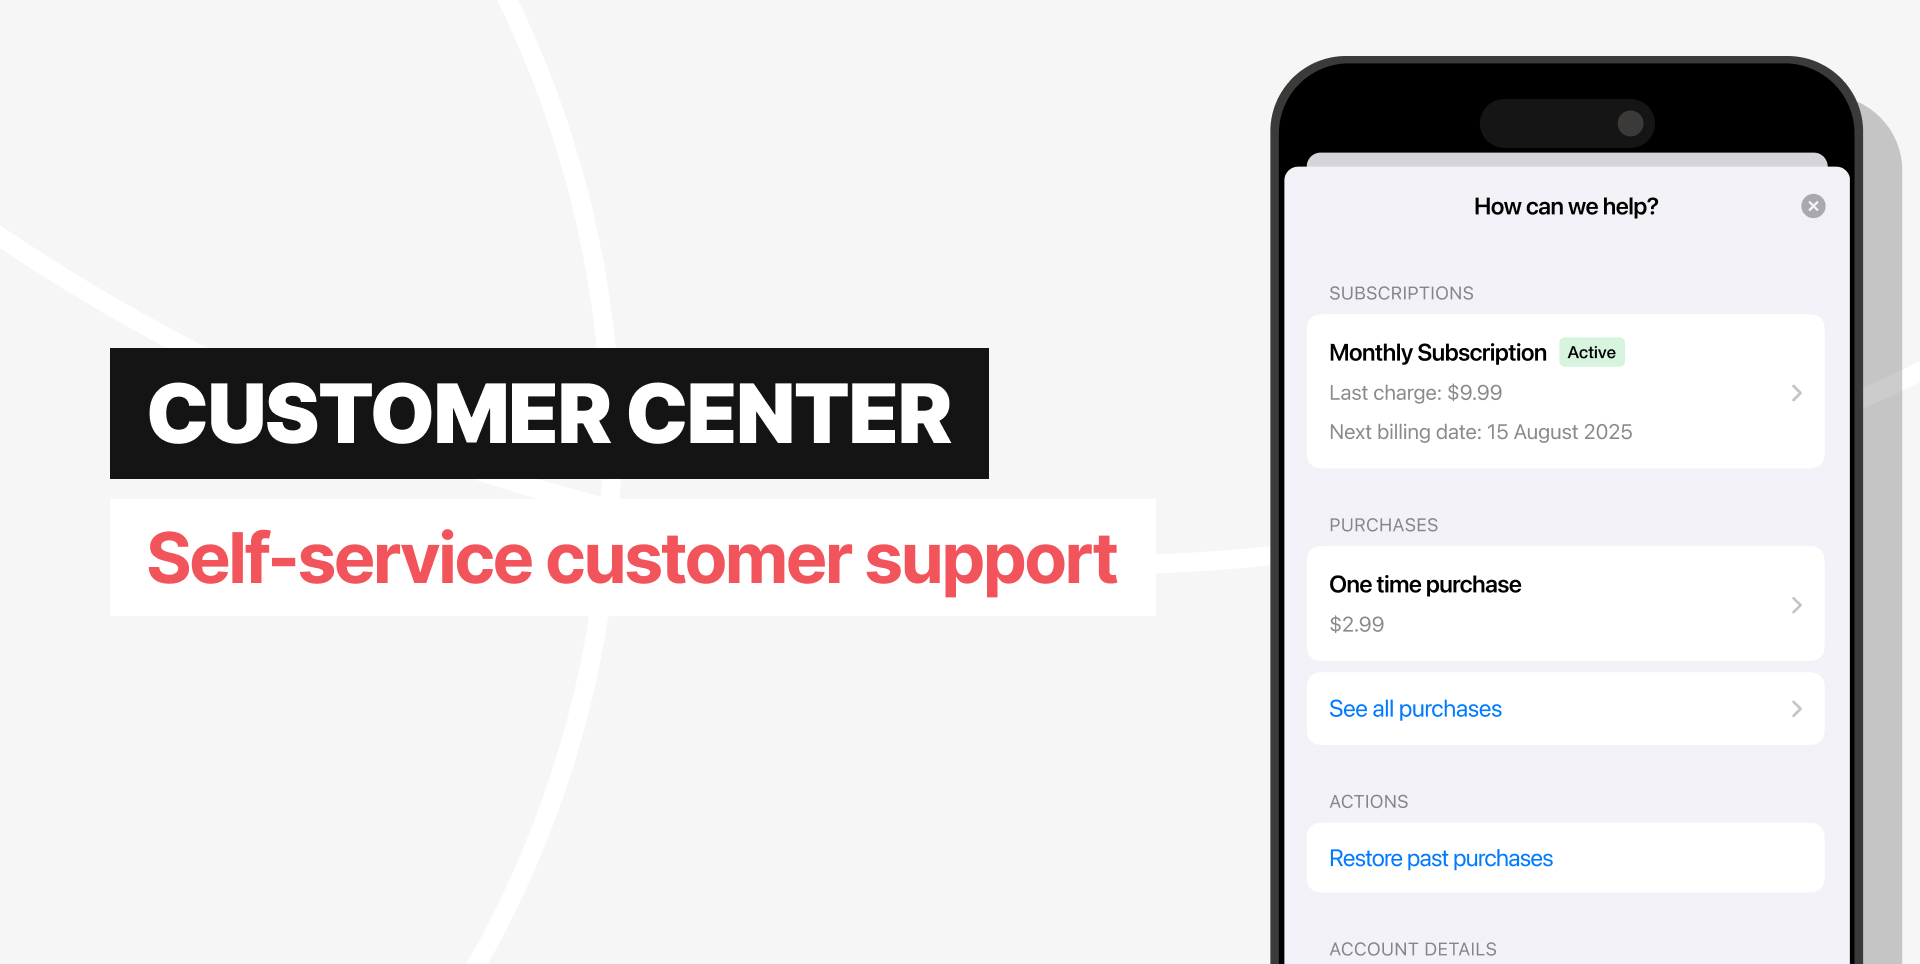 CUSTOMER CENTER
Self-service customer support
How can we help?
SUBSCRIPTIONS
Monthly Subscription Active
Last charge: $9.99
Next billing date: 15 August 2025
PURCHASES
One time purchase
$2.99
See all purchases
ACTIONS
Restore past purchases
ACCOUNT DETAILS